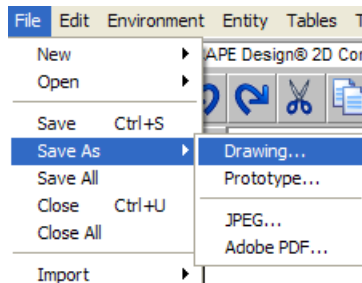 File Edit Environment Entity Tables
New
APE Design® 2D Con
Open
Save Ctrl+S
Save As
Drawing...
Save All
Prototype...
Close Ctrl+U
JPEG...
Close All
Adobe PDF...
Import